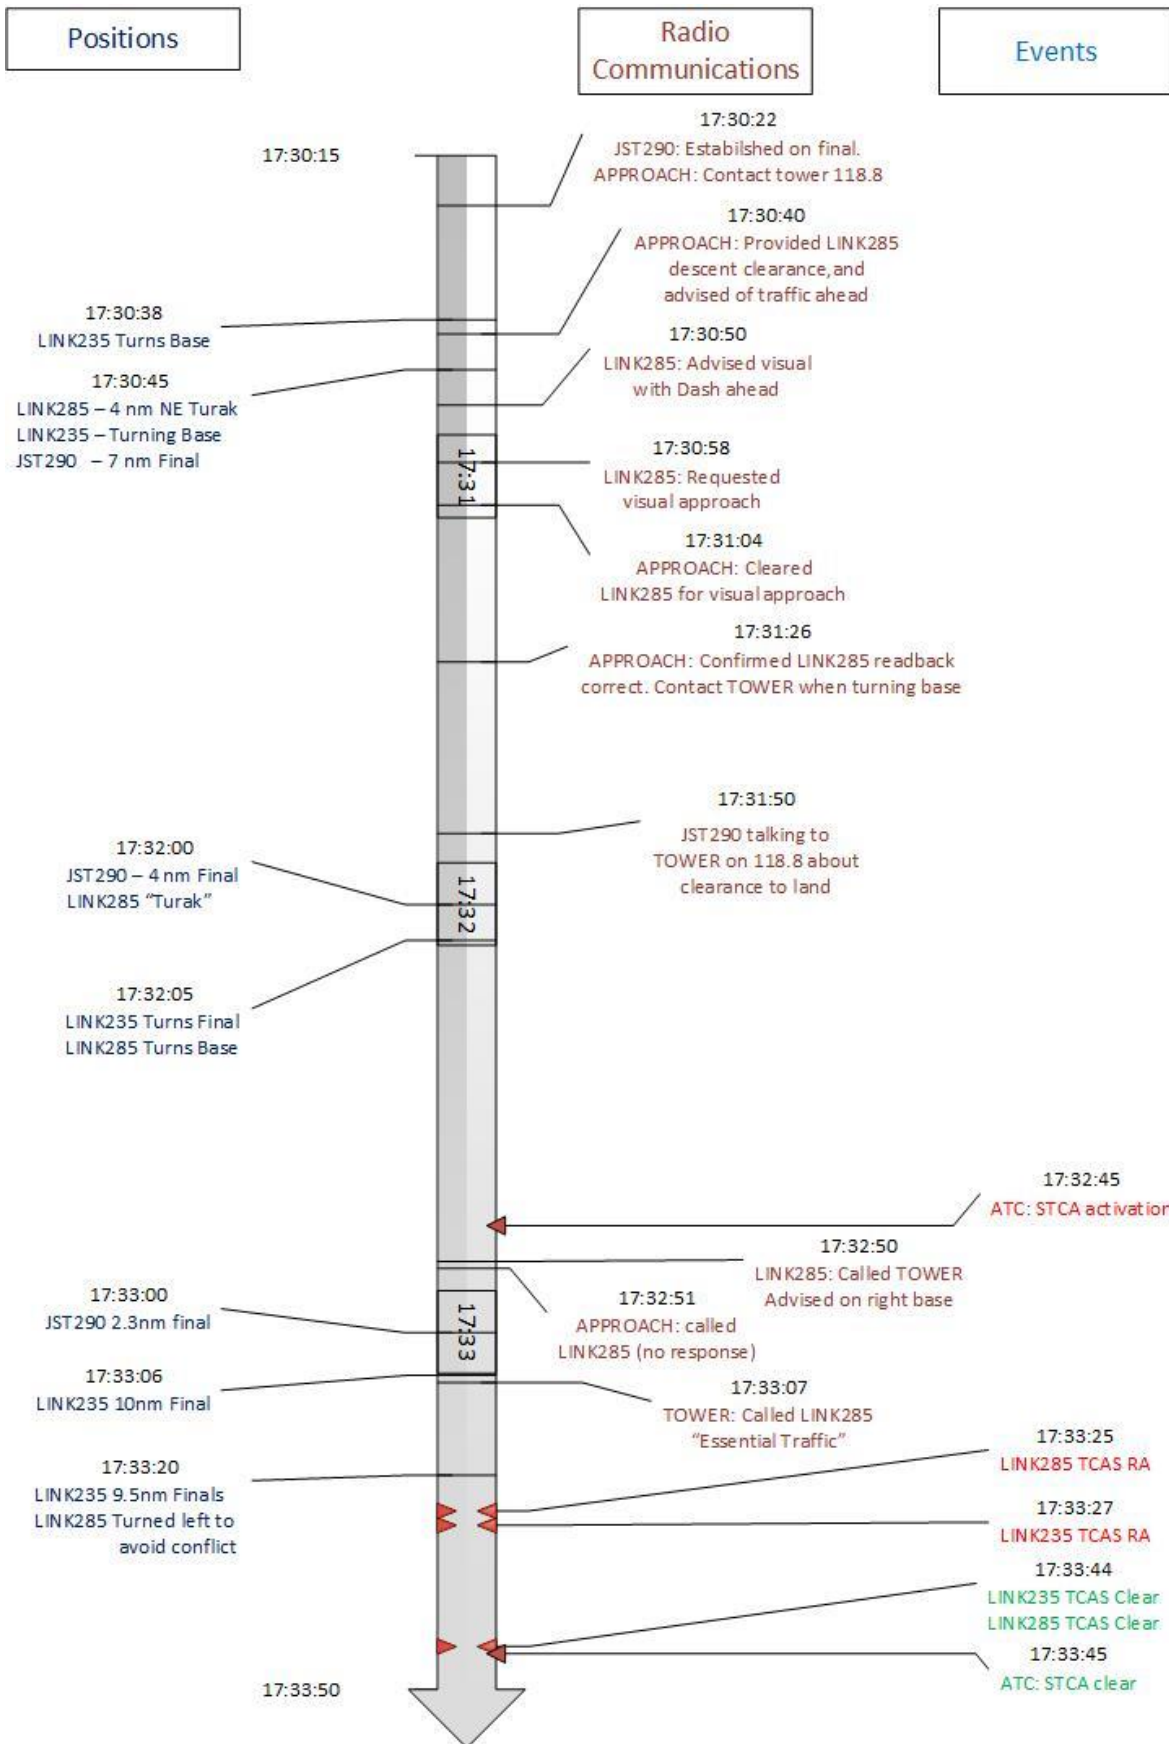 Positions
Radio
Communications
Events
17:30:15
17:30:22
JST290: Estabilshed on final.
APPROACH: Contact tower 118.8
17:30:40
APPROACH: Provided LINK285
descent clearance, and
advised of traffic ahead
17:30:38
LINK235 Turns Base
17:30:50
LINK285: Advised visual
with Dash ahead
17:30:45
LINK285 – 4 nm NE Turak
LINK235 – Turning Base
JST290 – 7 nm Final
17:31
17:30:58
LINK285: Requested
visual approach
17:31:04
APPROACH: Cleared
LINK285 for visual approach
17:31:26
APPROACH: Confirmed LINK285 readback
correct. Contact TOWER when turning base
17:31:50
JST290 talking to
TOWER on 118.8 about
clearance to land
17:32:00
JST290 – 4 nm Final
LINK285 “Turak”
17:32
17:32:05
LINK235 Turns Final
LINK285 Turns Base
17:32:45
ATC: STCA activation
17:32:50
LINK285: Called TOWER
Advised on right base
17:32:51
APPROACH: called
LINK285 (no response)
17:33:00
JST290 2.3nm final
17:33
17:33:06
LINK235 10nm Final
17:33:07
TOWER: Called LINK285
“Essential Traffic”
17:33:20
LINK235 9.5nm Finals
LINK285 Turned left to
avoid conflict
17:33:25
LINK285 TCAS RA
17:33:27
LINK235 TCAS RA
17:33:44
LINK235 TCAS Clear
LINK285 TCAS Clear
17:33:45
ATC: STCA clear
17:33:50